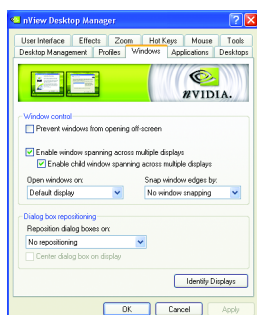 nView Desktop Manager
User Interface Effects Zoom Hot Keys Mouse Tools
Desktop Management Profiles Windows Applications Desktops
nVIDIA.
Window control
Prevent windows from opening off-screen
Enable window spanning across multiple displays
Enable child window spanning across multiple displays
Open windows on: Snap window edges by:
Default display No window snapping
Dialog box repositioning
Reposition dialog boxes on:
No repositioning
Center dialog box on display
Identify Displays
OK Cancel Apply